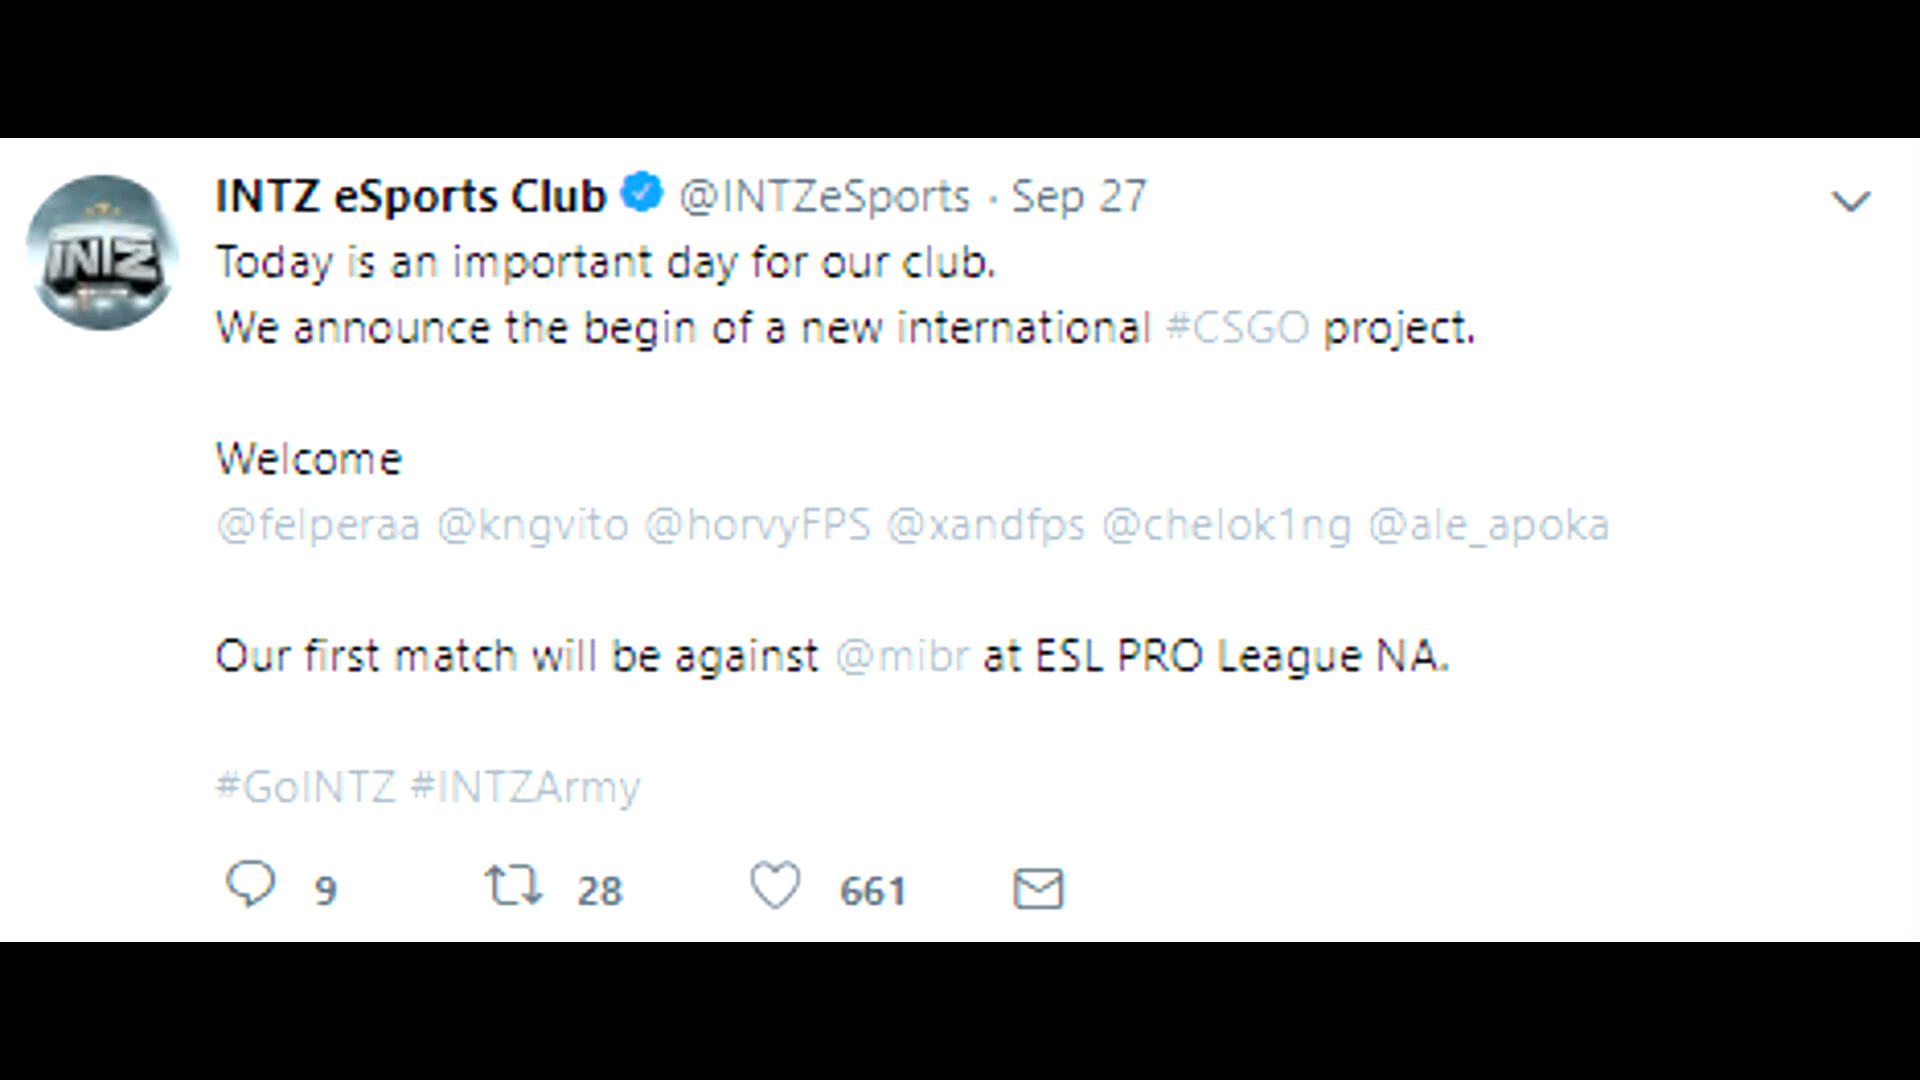 INTZ eSports Club @INTZeSports · Sep 27
Today is an important day for our club.
We announce the begin of a new international #CSGO project.
Welcome
@felperaa @kngvito @horvyFPS @xandfps @chelok1ng @ale_apoka
Our first match will be against @mibr at ESL PRO League NA.
#GoINTZ #INTZArmy
9 28 661
INTZ